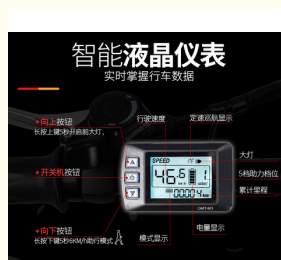 智能液晶仪表
实时掌握行车数据
向上按钮
长按上键5秒开启前大灯.
行驶速度
定速巡航显示
大灯
开关机按钮
SPEED
46.5
5档助力档位
累计里程
向下按钮
长按下键5秒6KM/h助行模式
模式显示
电量显示